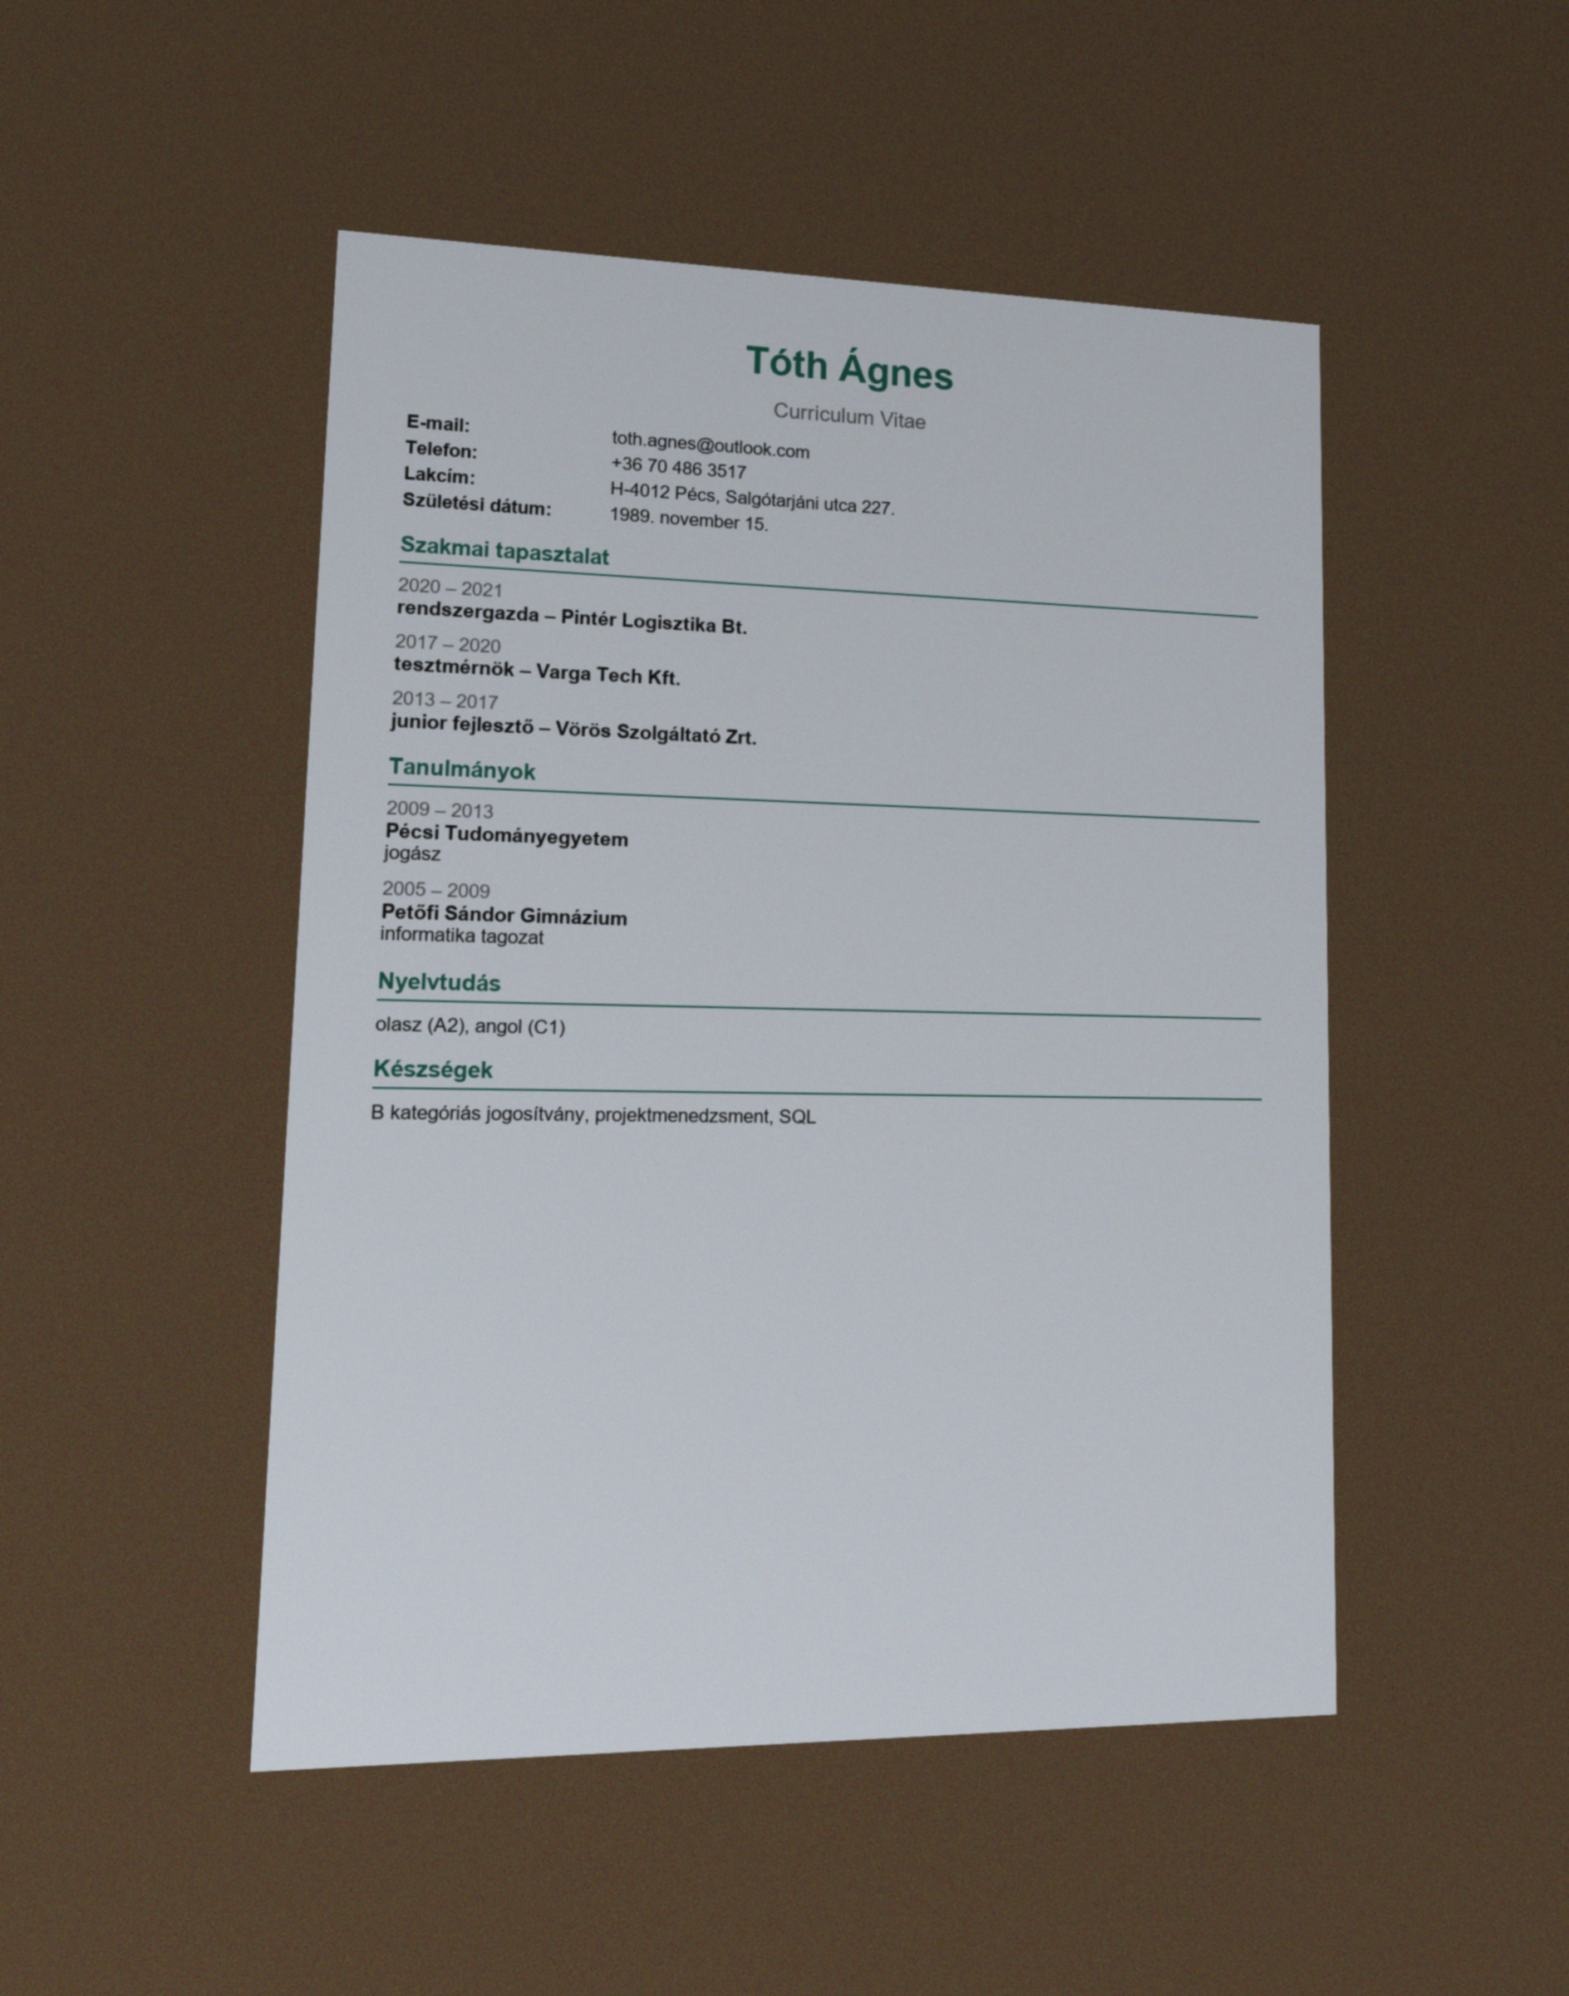 Tóth Ágnes
Curriculum Vitae
E-mail: toth.agnes@outlook.com
Telefon: +36 70 486 3517
Lakcím: H-4012 Pécs, Salgótarjáni utca 227.
Születési dátum: 1989. november 15.
Szakmai tapasztalat
2020 – 2021
rendszergazda – Pintér Logisztika Bt.
2017 – 2020
tesztmérnök – Varga Tech Kft.
2013 – 2017
junior fejlesztő – Vörös Szolgáltató Zrt.
Tanulmányok
2009 – 2013
Pécsi Tudományegyetem
jogász
2005 – 2009
Petőfi Sándor Gimnázium
informatika tagozat
Nyelvtudás
olasz (A2), angol (C1)
Készségek
B kategóriás jogosítvány, projektmenedzsment, SQL